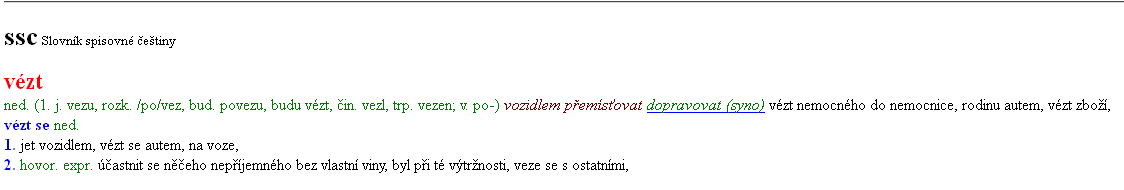 ssc Slovník spisovné češtiny
vézt
ned. (1. j. vezu, rozk. /po/vez, bud. povezu, budu vézt, čin. vezl, trp. vezen; v. po-) vozidlem přemísťovat dopravovat (syno) vézt nemocného do nemocnice, rodinu autem, vézt zboží,
vézt se ned.
1. jet vozidlem, vézt se autem, na voze,
2. hovor. expr. účastnit se něčeho nepříjemného bez vlastní viny, byl při té výtržnosti, veze se s ostatními,